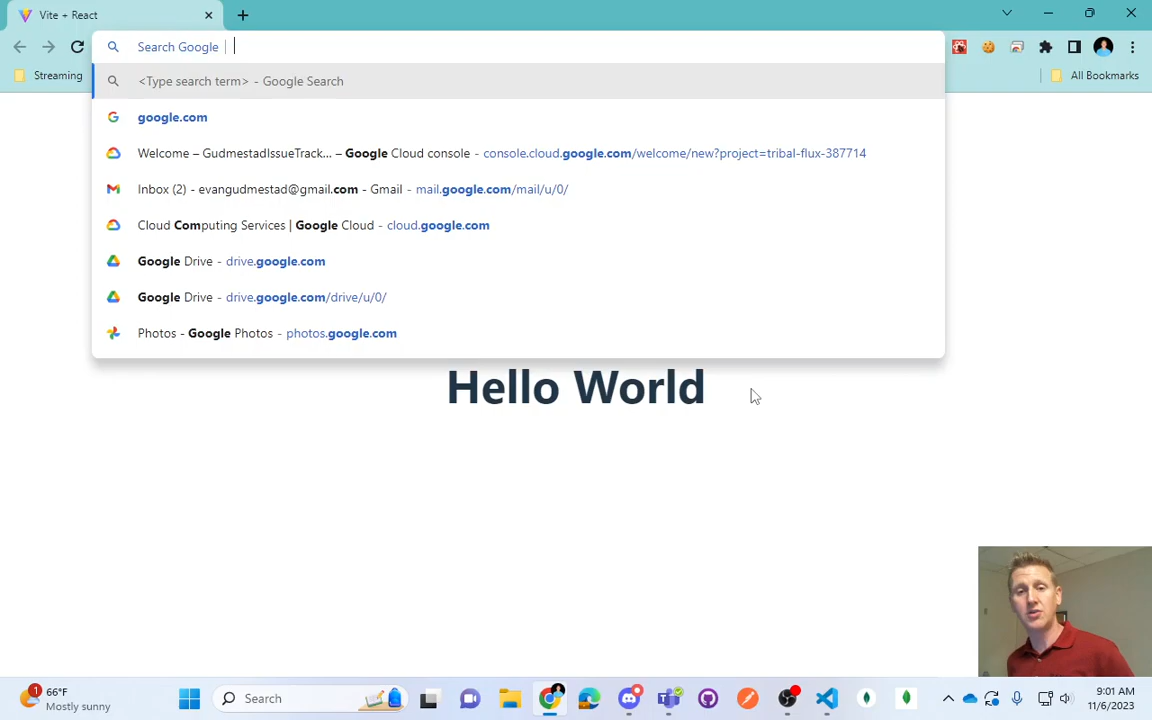 Vite + React
Search Google |
Streaming
All Bookmarks
<Type search term> - Google Search
google.com
Welcome – GudmestadIssueTrack... – Google Cloud console - console.cloud.google.com/welcome/new?project=tribal-flux-387714
Inbox (2) - evangudmestad@gmail.com - Gmail - mail.google.com/mail/u/0/
Cloud Computing Services | Google Cloud - cloud.google.com
Google Drive - drive.google.com
Google Drive - drive.google.com/drive/u/0/
Photos - Google Photos - photos.google.com
Hello World
1
66°F
Mostly sunny
Search
9:01 AM
11/6/2023